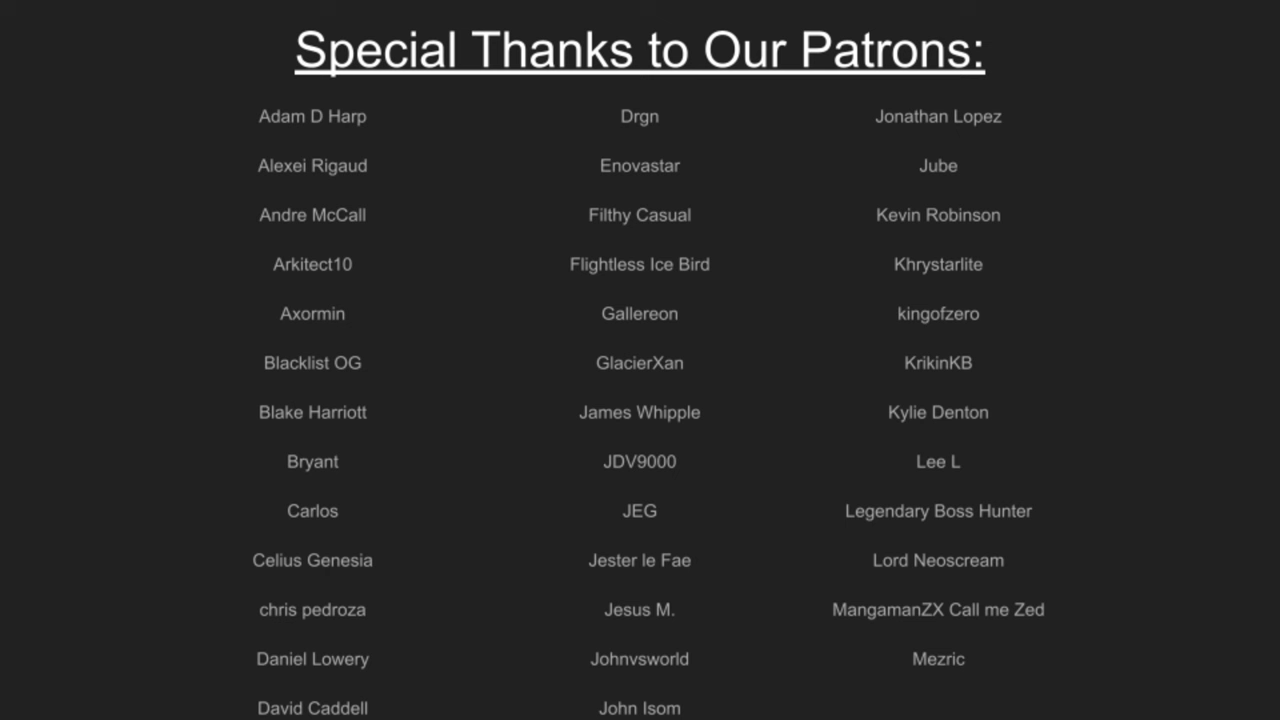 Special Thanks to Our Patrons:
Adam D Harp
Alexei Rigaud
Andre McCall
Arkitect10
Axormin
Blacklist OG
Blake Harriott
Bryant
Carlos
Celius Genesia
chris pedroza
Daniel Lowery
David Caddell
Drgn
Enovastar
Filthy Casual
Flightless Ice Bird
Gallereon
GlacierXan
James Whipple
JDV9000
JEG
Jester le Fae
Jesus M.
Johnvsworld
John Isom
Jonathan Lopez
Jube
Kevin Robinson
Khrystarlite
kingofzero
KrikinKB
Kylie Denton
Lee L
Legendary Boss Hunter
Lord Neoscream
MangamanZX Call me Zed
Mezric